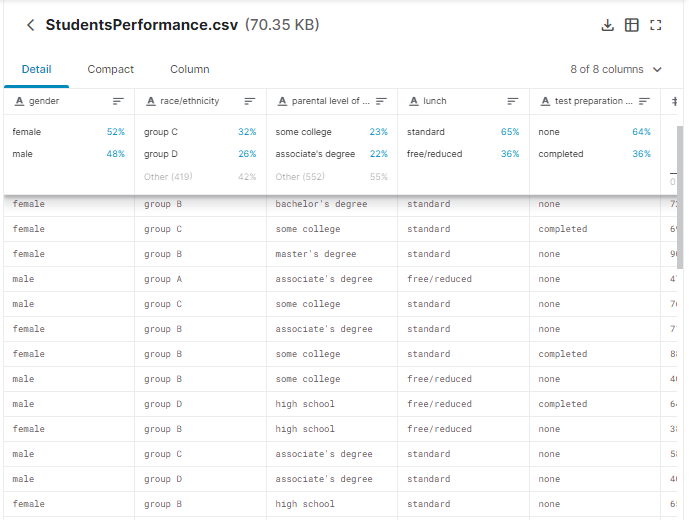 StudentsPerformance.csv (70.35 KB)
Detail Compact Column 8 of 8 columns
A gender A race/ethnicity A parental level of ... A lunch A test preparation ... #
female 52% group C 32% some college 23% standard 65% none 64%
male 48% group D 26% associate's degree 22% free/reduced 36% completed 36%
Other (419) 42% Other (552) 55% 0
female group B bachelor's degree standard none
female group C some college standard completed
female group B master's degree standard none
male group A associate's degree free/reduced none
male group C some college standard none
female group B associate's degree standard none
female group B some college standard completed
male group B some college free/reduced none
male group D high school free/reduced completed
female group B high school free/reduced none
male group C associate's degree standard none
male group D associate's degree standard none
female group B high school standard none